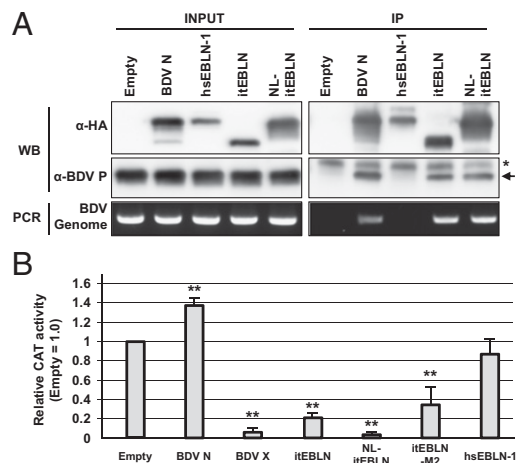 A
INPUT
IP
Empty
BDV N
hsEBLN-1
itEBLN
NL-
itEBLN
Empty
BDV N
hsEBLN-1
itEBLN
NL-
itEBLN
WB
α-HA
α-BDV P
*
PCR
BDV
Genome
B
Relative CAT activity
(Empty = 1.0)
1.6
1.4
1.2
1
0.8
0.6
0.4
0.2
0
**
**
**
**
**
Empty
BDV N
BDV X
itEBLN
NL-
itEBLN
itEBLN
-M2
hsEBLN-1